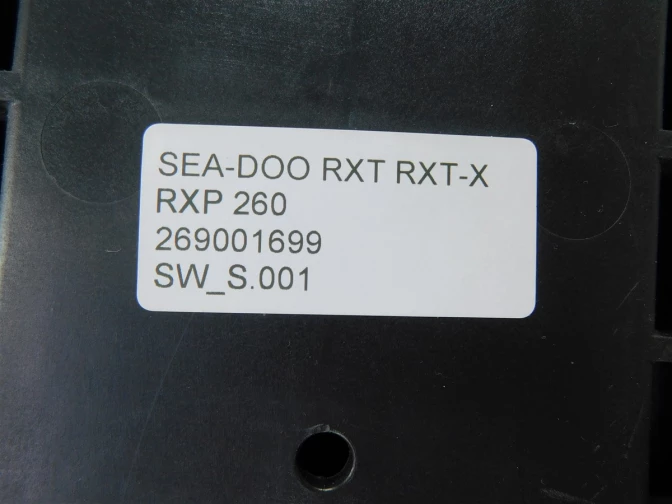 SEA-DOO RXT RXT-X
RXP 260
269001699
SW_S.001